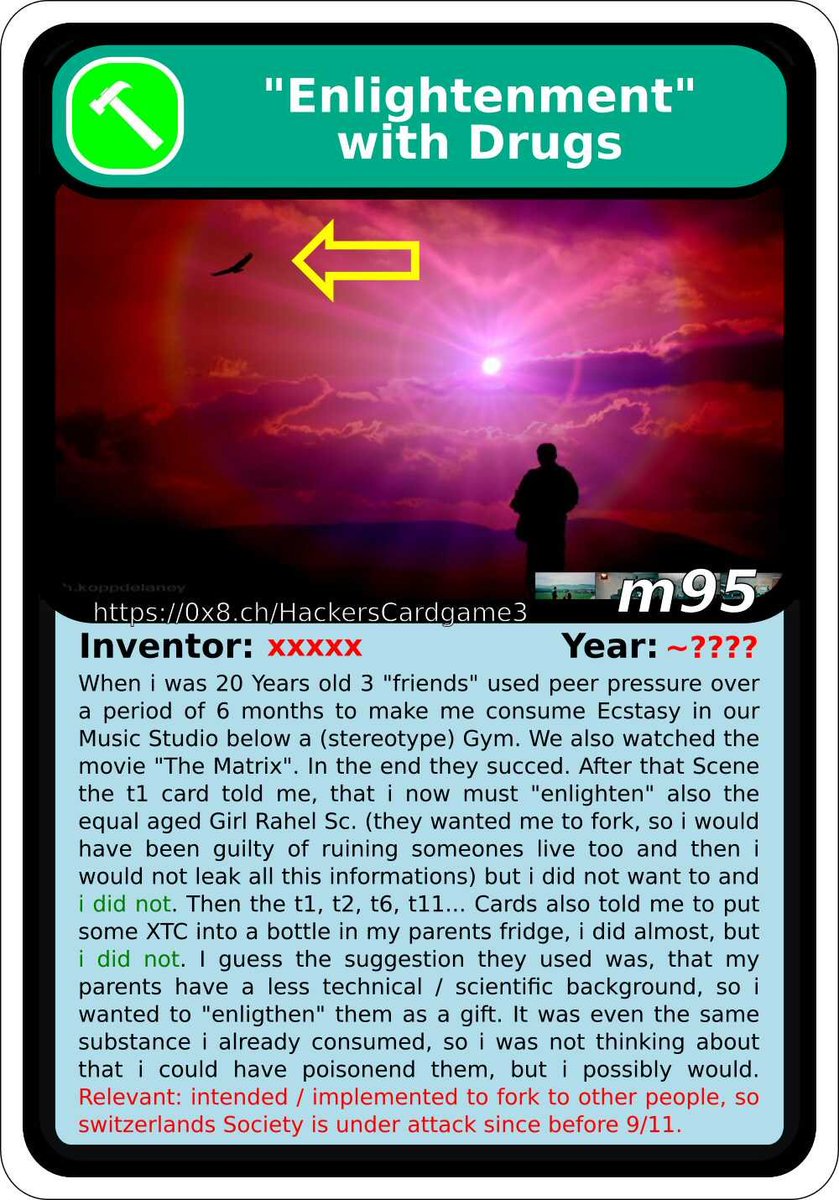 "Enlightenment"
with Drugs
h.koppdelaney
m95
https://0x8.ch/HackersCardgame3
Inventor: xxxxx Year: ~????
When i was 20 Years old 3 "friends" used peer pressure over
a period of 6 months to make me consume Ecstasy in our
Music Studio below a (stereotype) Gym. We also watched the
movie "The Matrix". In the end they succed. After that Scene
the t1 card told me, that i now must "enlighten" also the
equal aged Girl Rahel Sc. (they wanted me to fork, so i would
have been guilty of ruining someones live too and then i
would not leak all this informations) but i did not want to and
i did not. Then the t1, t2, t6, t11... Cards also told me to put
some XTC into a bottle in my parents fridge, i did almost, but
i did not. I guess the suggestion they used was, that my
parents have a less technical / scientific background, so i
wanted to "enligthen" them as a gift. It was even the same
substance i already consumed, so i was not thinking about
that i could have poisonend them, but i possibly would.
Relevant: intended / implemented to fork to other people, so
switzerlands Society is under attack since before 9/11.